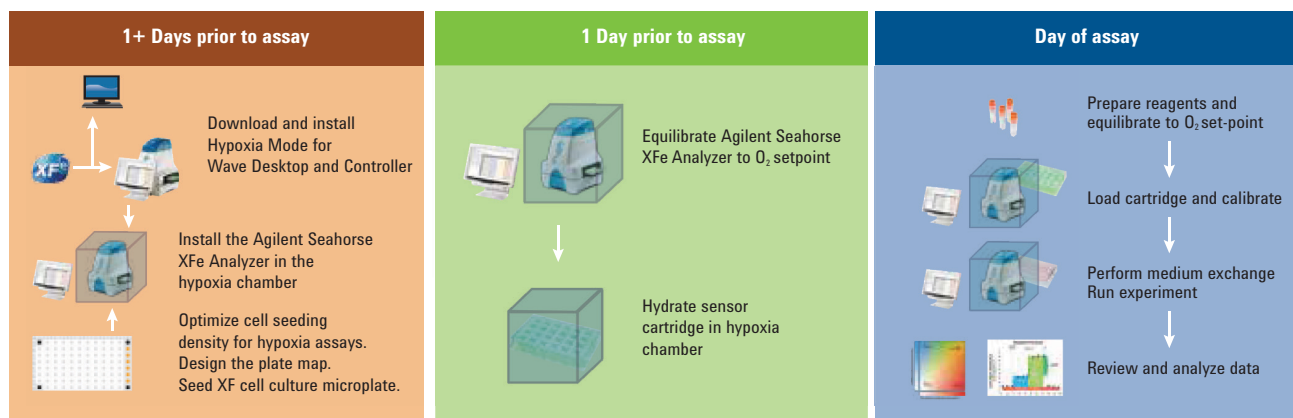 1+ Days prior to assay
Download and install
Hypoxia Mode for
Wave Desktop and Controller
XFe
Install the Agilent Seahorse
XFe Analyzer in the
hypoxia chamber
Optimize cell seeding
density for hypoxia assays.
Design the plate map.
Seed XF cell culture microplate.
1 Day prior to assay
Equilibrate Agilent Seahorse
XFe Analyzer to O₂ setpoint
Hydrate sensor
cartridge in hypoxia
chamber
Day of assay
Prepare reagents and
equilibrate to O₂ set-point
Load cartridge and calibrate
Perform medium exchange
Run experiment
Review and analyze data